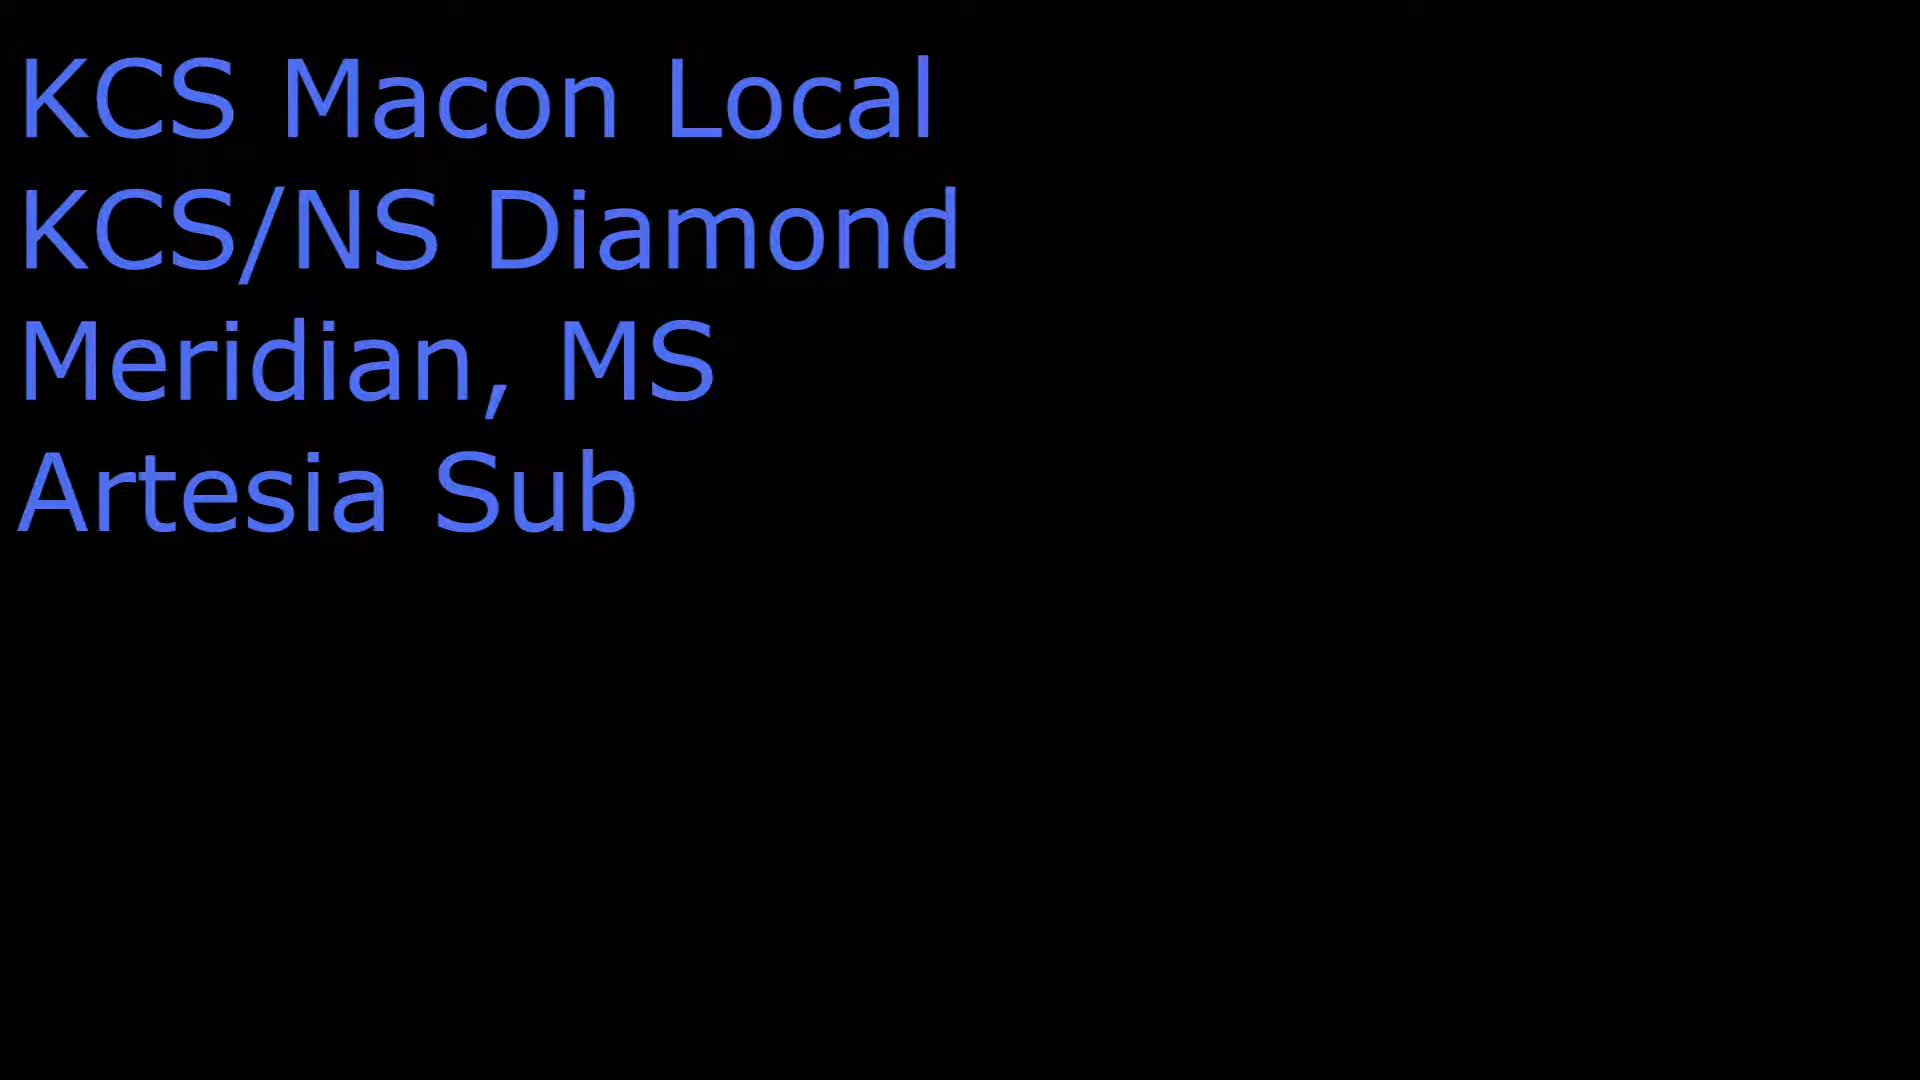 KCS Macon Local
KCS/NS Diamond
Meridian, MS
Artesia Sub